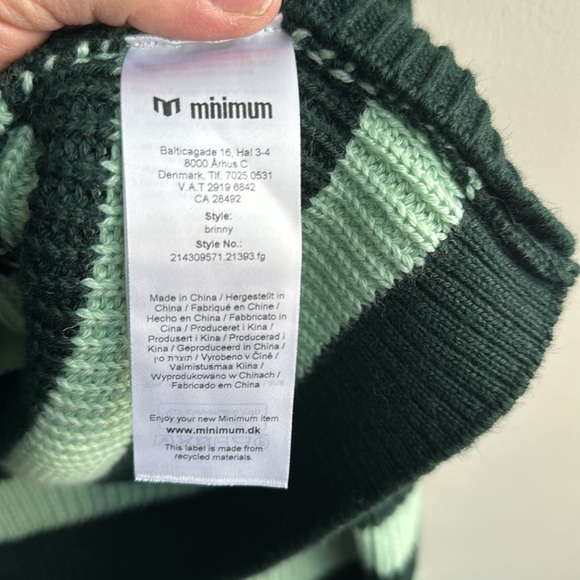 minimum
Balticagade 16, Hal 3-4
8000 Århus C
Denmark, Tlf. 7025 0531
V.A.T 2919 6842
CA 28492
Style:
brinny
Style No.:
214309571.21393.fg
Made in China / Hergestellt in
China / Fabriqué en Chine /
Hecho en China / Fabbricato in
Cina / Produceret i Kina /
Produsert i Kina / Producerad i
Kina / Geproduceerd in China /
תוצרת סין / Vyrobeno v Číně /
Valmistusmaa Kiina /
Wyprodukowano w Chinach /
Fabricado em China
Enjoy your new Minimum item
www.minimum.dk
This label is made from
recycled materials.